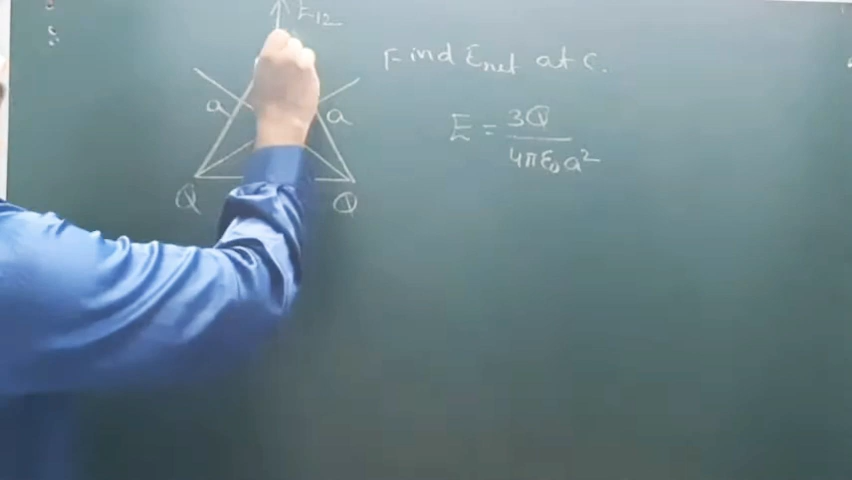 E12
Find Enet at C.
a
a
E = 3Q / 4πε₀a²
Q
Q